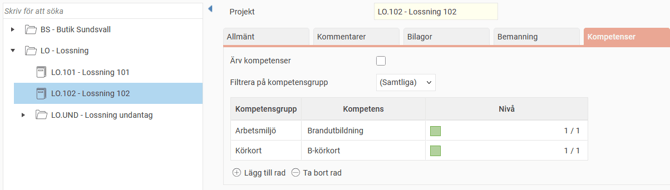 Skriv för att söka
BS - Butik Sundsvall
LO - Lossning
LO.101 - Lossning 101
LO.102 - Lossning 102
LO.UND - Lossning undantag
Projekt LO.102 - Lossning 102
Allmänt Kommentarer Bilagor Bemanning Kompetenser
Ärv kompetenser
Filtrera på kompetensgrupp (Samtliga)
Kompetensgrupp Kompetens Nivå
Arbetsmiljö Brandutbildning 1 / 1
Körkort B-körkort 1 / 1
Lägg till rad Ta bort rad